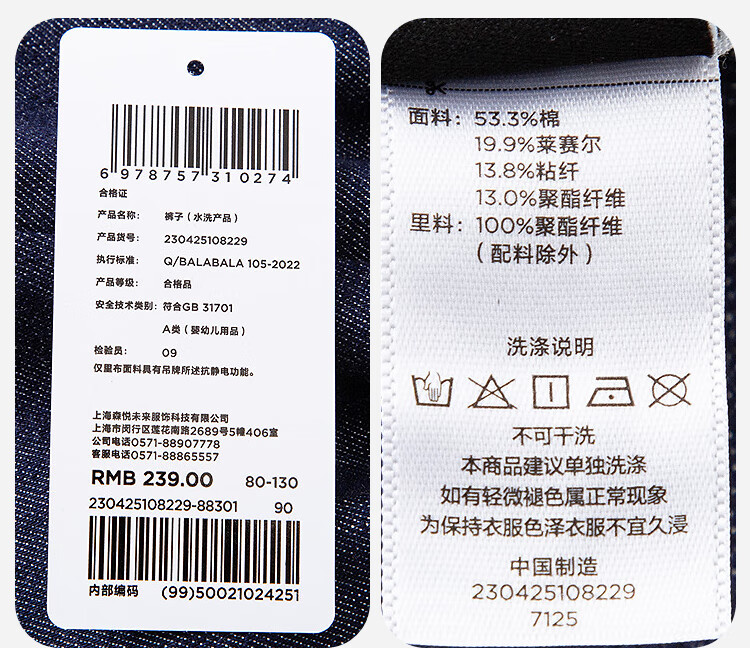 6 978757 310274
合格证
产品名称: 裤子（水洗产品）
产品货号: 230425108229
执行标准: Q/BALABALA 105-2022
产品等级: 合格品
安全技术类别: 符合GB 31701
A类（婴幼儿用品）
检验员: 09
仅里布面料具有吊牌所述抗静电功能。
上海森悦未来服饰科技有限公司
上海市闵行区莲花南路2689号5幢406室
公司电话0571-88907778
客服电话0571-88865557
RMB 239.00 80-130
230425108229-88301 90
内部编码 (99)50021024251
面料: 53.3%棉
19.9%莱赛尔
13.8%粘纤
13.0%聚酯纤维
里料: 100%聚酯纤维
（配料除外）
洗涤说明
不可干洗
本商品建议单独洗涤
如有轻微褪色属正常现象
为保持衣服色泽衣服不宜久浸
中国制造
230425108229
7125